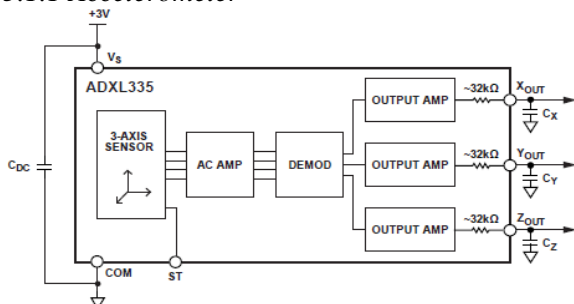 +3V
VS
ADXL335
3-AXIS
SENSOR
AC AMP
DEMOD
OUTPUT AMP
~32kΩ
XOUT
CX
OUTPUT AMP
~32kΩ
YOUT
CY
OUTPUT AMP
~32kΩ
ZOUT
CZ
CDC
COM
ST